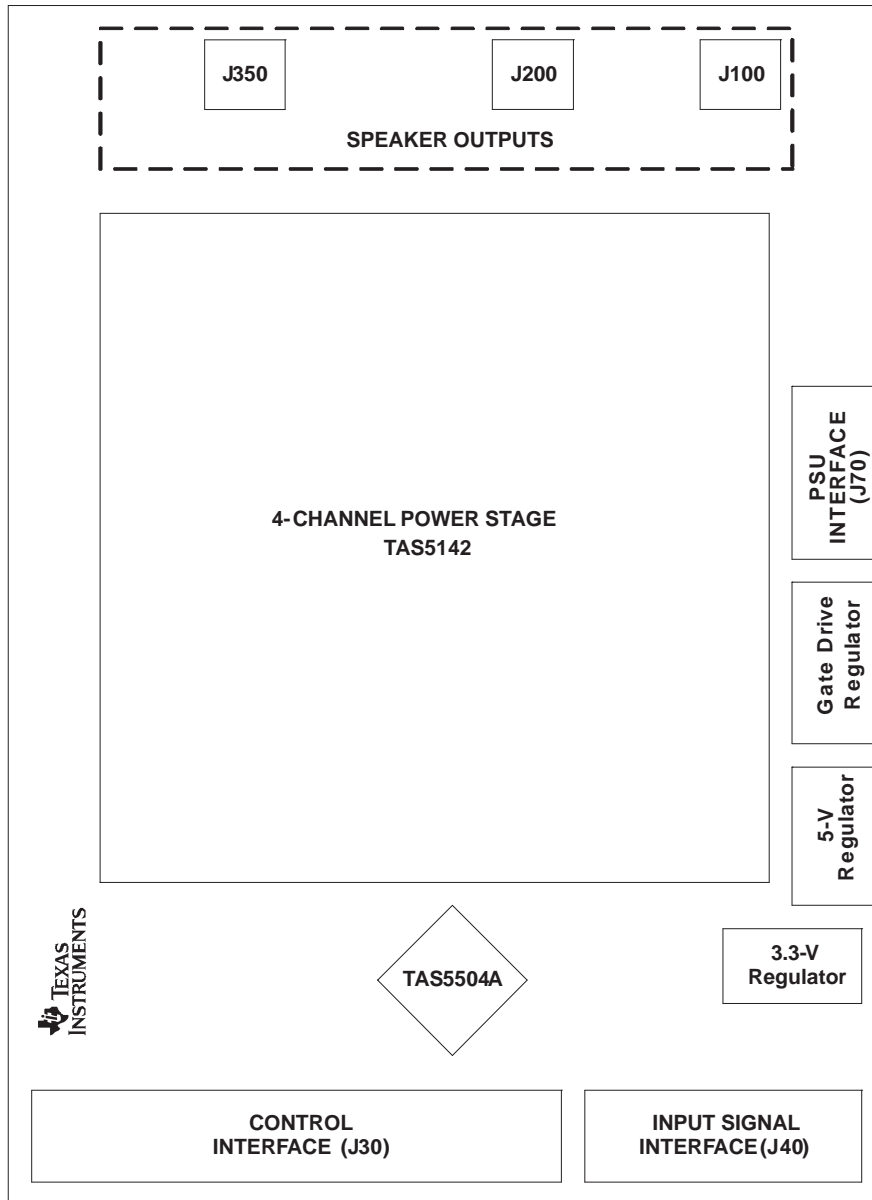 J350
J200
J100
SPEAKER OUTPUTS
PSU
INTERFACE
(J70)
4-CHANNEL POWER STAGE
TAS5142
Gate Drive
Regulator
5-V
Regulator
TEXAS
INSTRUMENTS
TAS5504A
3.3-V
Regulator
CONTROL
INTERFACE (J30)
INPUT SIGNAL
INTERFACE (J40)